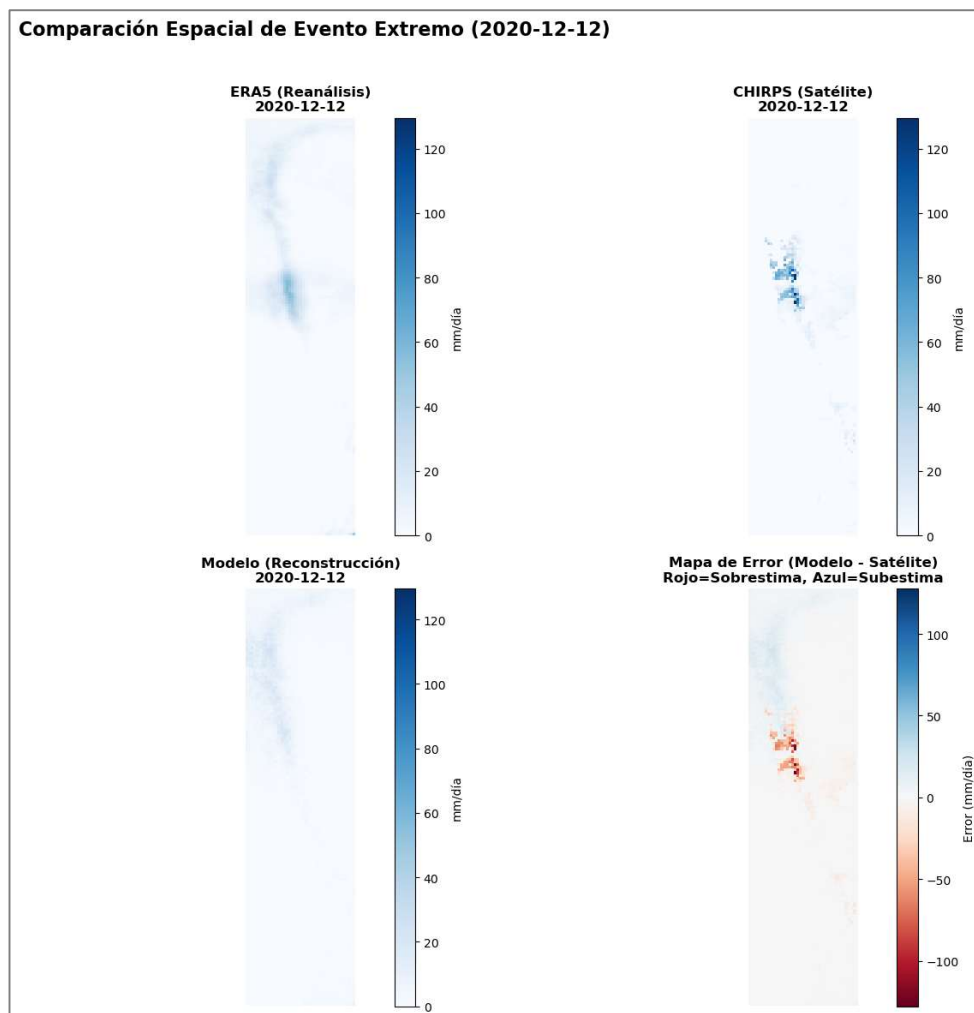 Comparación Espacial de Evento Extremo (2020-12-12)
ERA5 (Reanálisis)
2020-12-12
120
100
80
60
40
20
0
mm/día
CHIRPS (Satélite)
2020-12-12
120
100
80
60
40
20
0
mm/día
Modelo (Reconstrucción)
2020-12-12
120
100
80
60
40
20
0
mm/día
Mapa de Error (Modelo - Satélite)
Rojo=Sobrestima, Azul=Subestima
100
50
0
−50
−100
Error (mm/día)